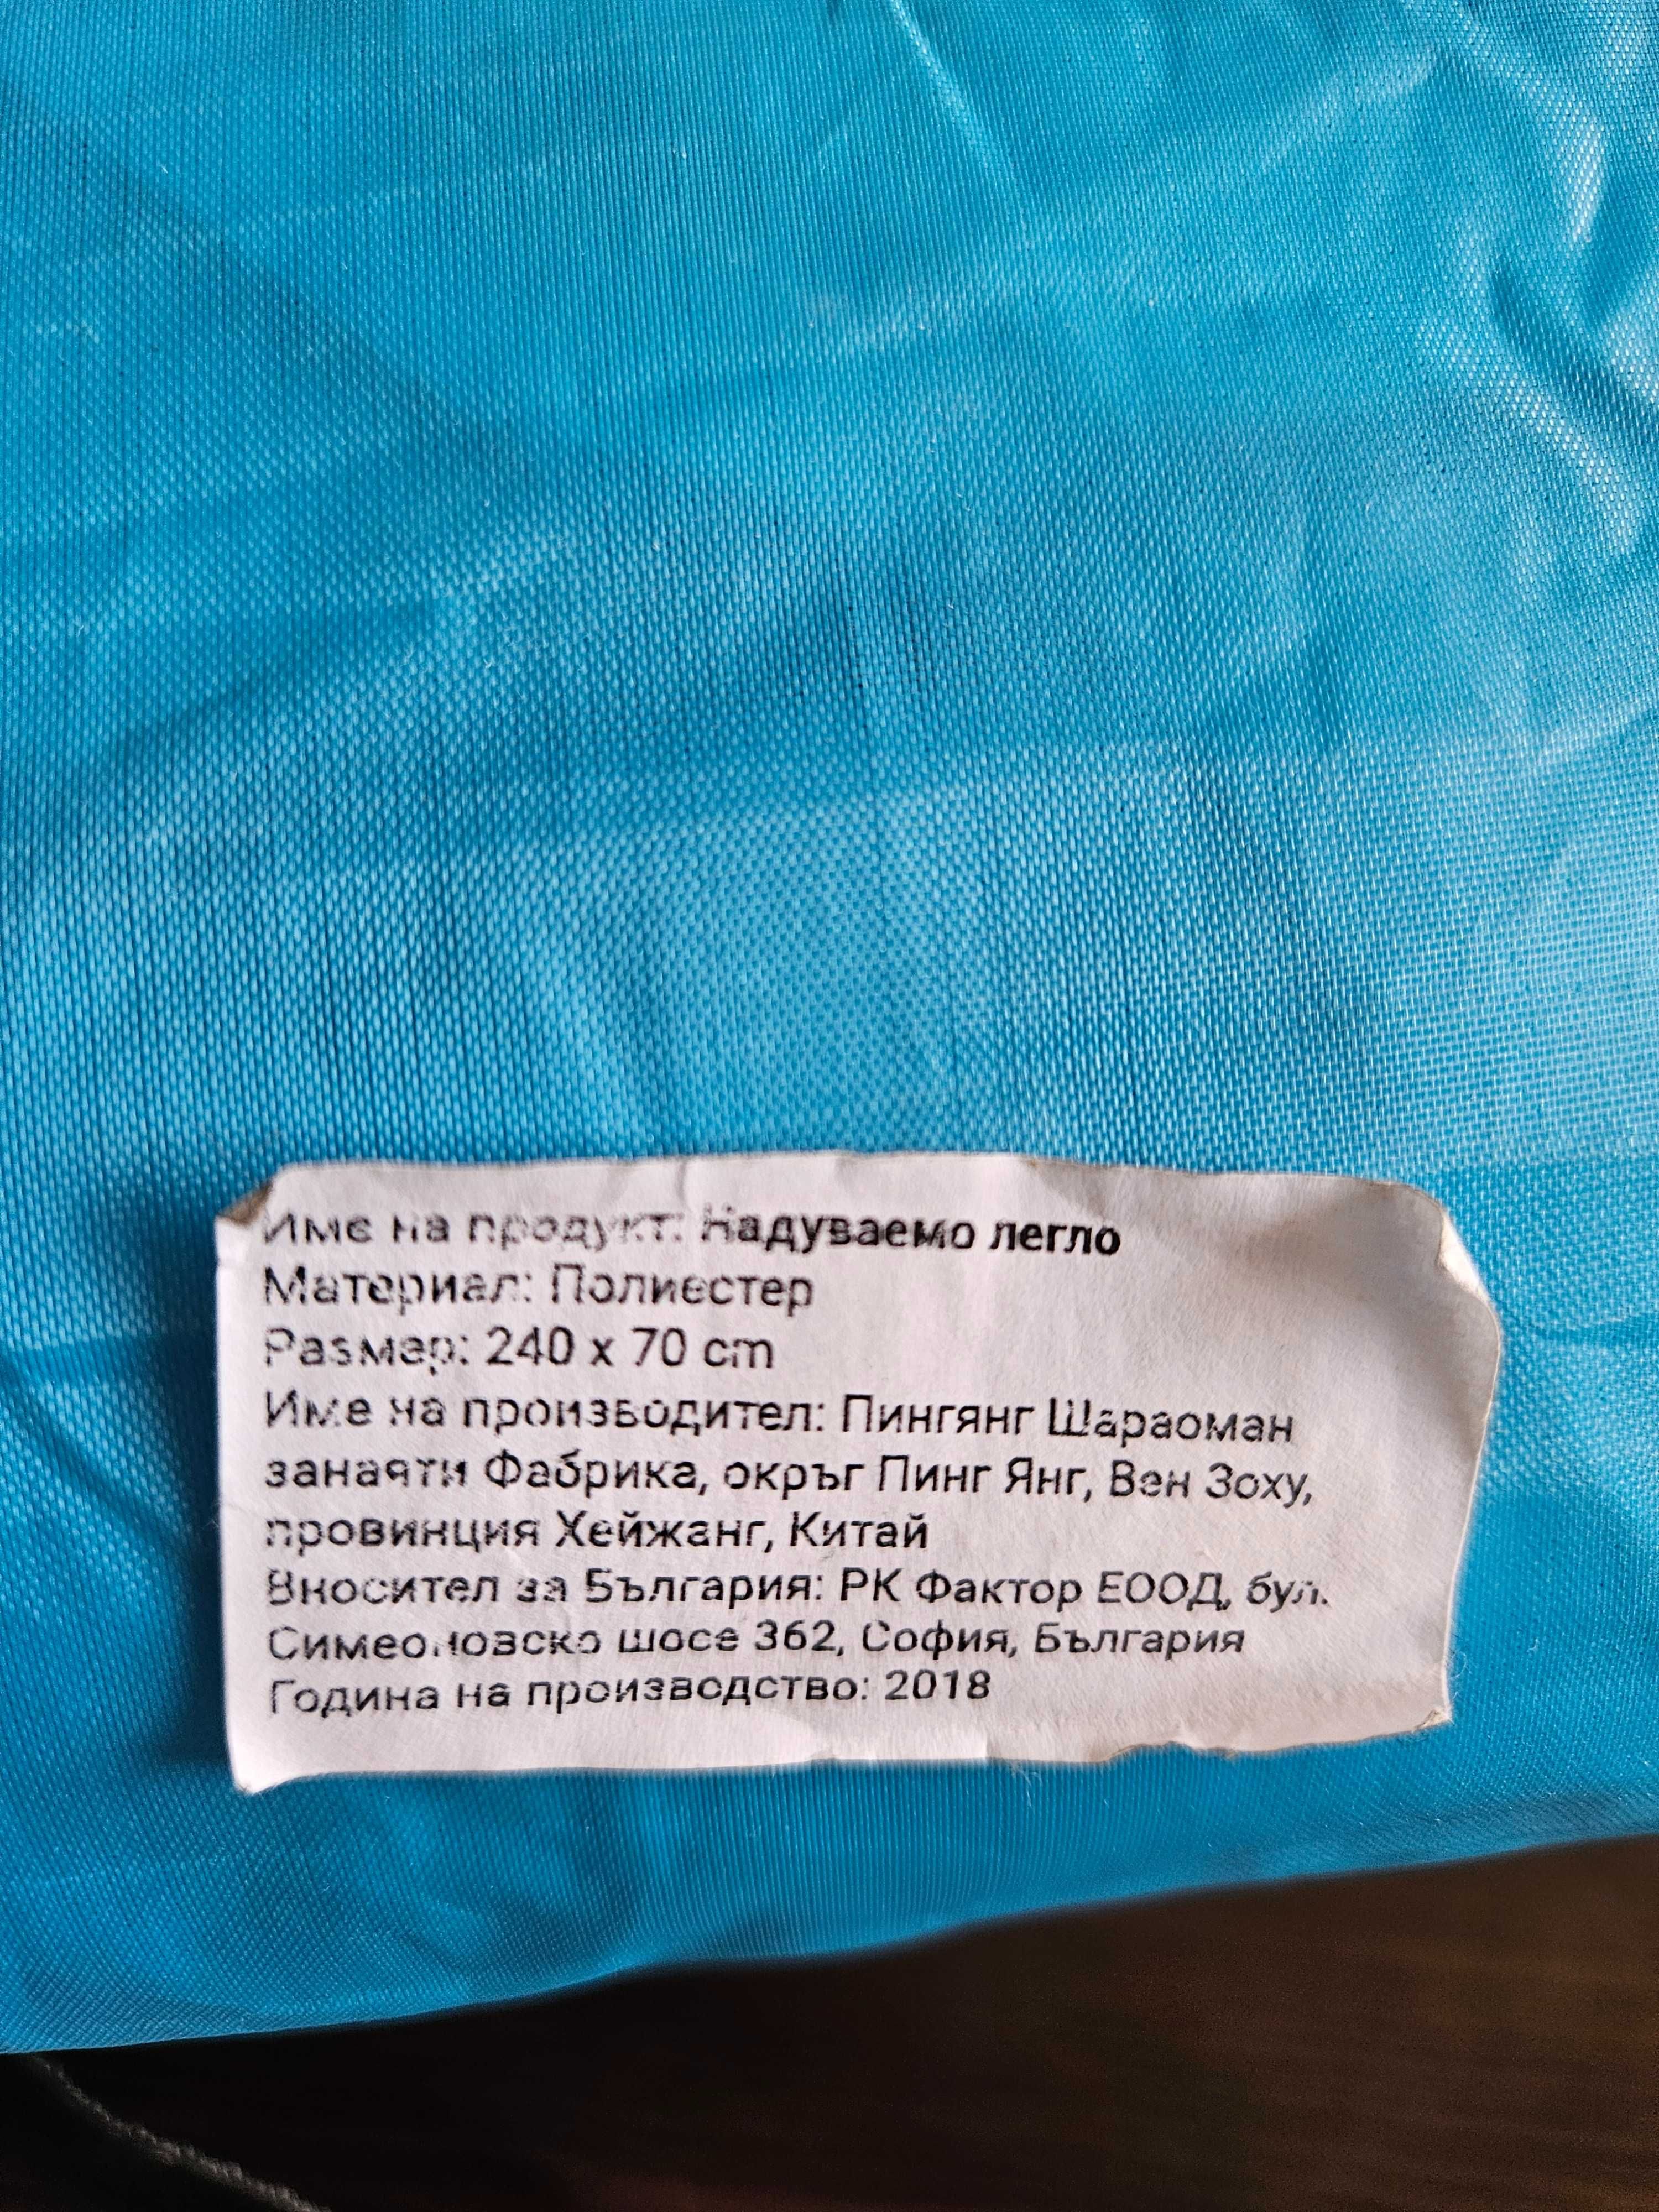 Име на продукт: Надуваемо легло
Материал: Полиестер
Размер: 240 x 70 cm
Име на производител: Пингянг Шараоман
занаяти Фабрика, окръг Пинг Янг, Вен Зоху,
провинция Хейжанг, Китай
Вносител за България: РК Фактор ЕООД, бул.
Симеоновско шосе 362, София, България
Година на производство: 2018